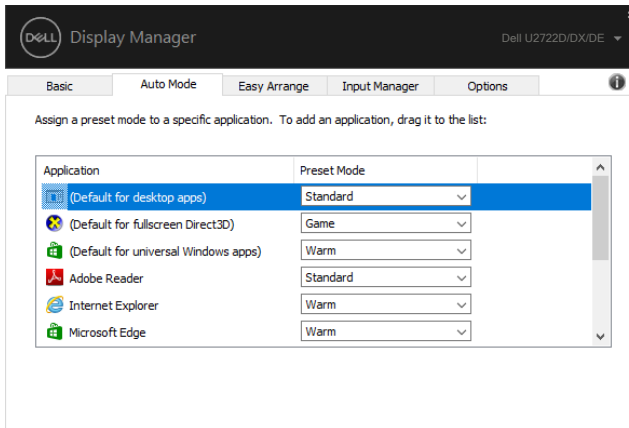 DELL Display Manager Dell U2722D/DX/DE
Basic Auto Mode Easy Arrange Input Manager Options
Assign a preset mode to a specific application. To add an application, drag it to the list:
Application Preset Mode
(Default for desktop apps) Standard
(Default for fullscreen Direct3D) Game
(Default for universal Windows apps) Warm
Adobe Reader Standard
Internet Explorer Warm
Microsoft Edge Warm